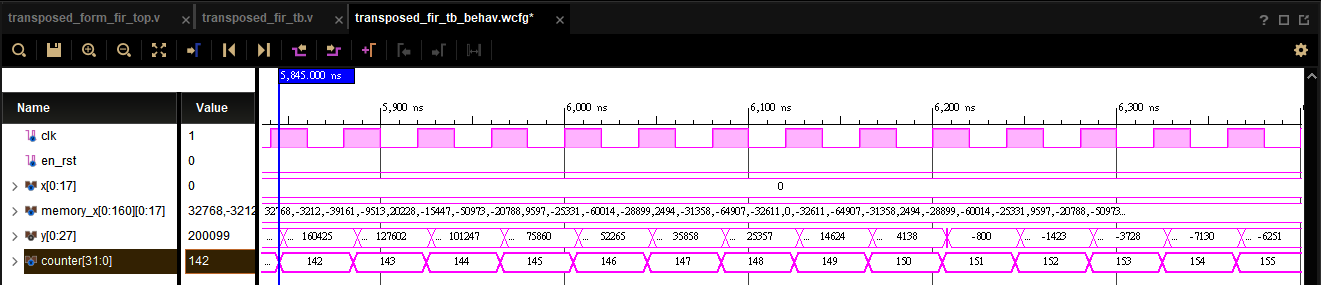 transposed_form_fir_top.v × transposed_fir_tb.v × transposed_fir_tb_behav.wcfg* ×
?
5,845.000 ns
Name Value 5,900 ns 6,000 ns 6,100 ns 6,200 ns 6,300 ns
clk 1
en_rst 0
x[0:17] 0 0
memory_x[0:160][0:17] 32768,-3212 32768,-3212,-39161,-9513,20228,-15447,-50973,-20788,9597,-25331,-60014,-28899,2494,-31358,-64907,-32611,0,-32611,-64907,-31358,2494,-28899,-60014,-25331,9597,-20788,-50973...
y[0:27] 200099 ... 160425 ... 127602 ... 101247 ... 75860 ... 52265 ... 35858 ... 25357 ... 14624 ... 4138 -800 ... -1423 ... -3728 ... -7130 ... -6251
counter[31:0] 142 ... 142 143 144 145 146 147 148 149 150 151 152 153 154 155